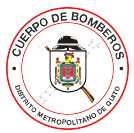 CUERPO DE BOMBEROS
DISTRITO METROPOLITANO DE QUITO